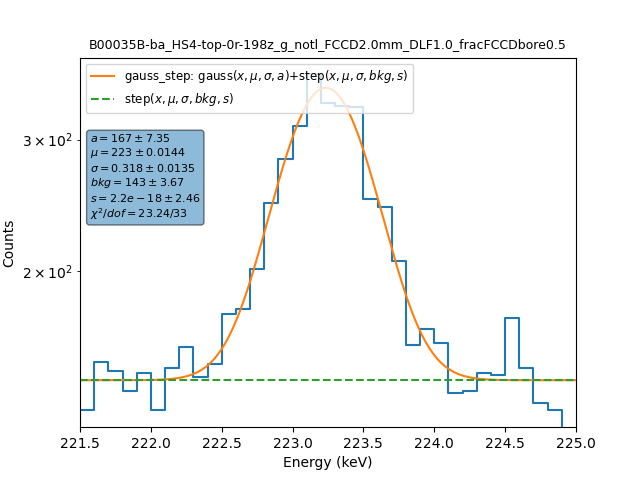 B00035B-ba_HS4-top-0r-198z_g_notl_FCCD2.0mm_DLF1.0_fracFCCDbore0.5
gauss_step: gauss(x, μ, σ, a)+step(x, μ, σ, bkg, s)
step(x, μ, σ, bkg, s)
a = 167 ± 7.35
μ = 223 ± 0.0144
σ = 0.318 ± 0.0135
bkg = 143 ± 3.67
s = 2.2e − 18 ± 2.46
χ²/dof = 23.24/33
3 × 10²
2 × 10²
Counts
221.5 222.0 222.5 223.0 223.5 224.0 224.5 225.0
Energy (keV)